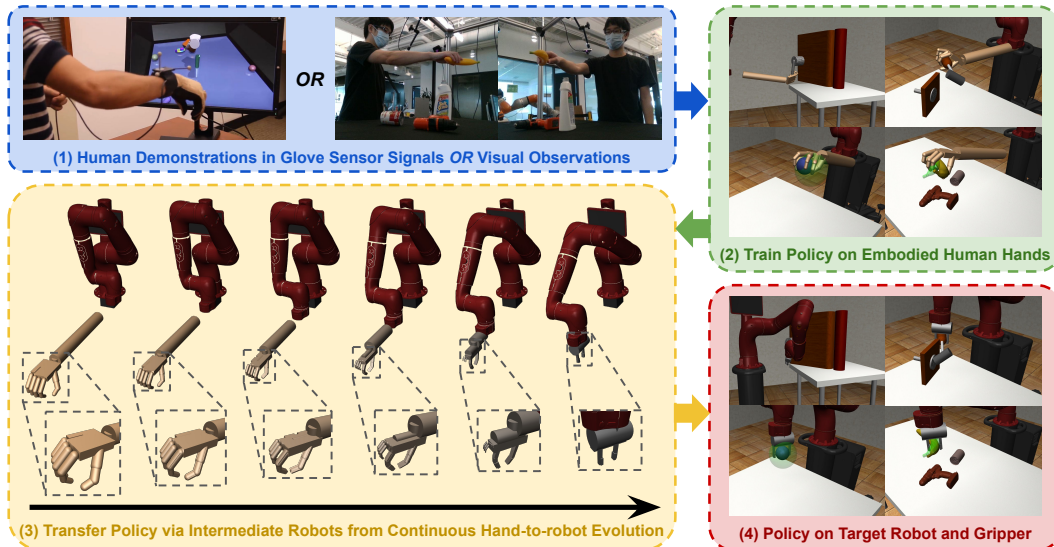 OR
(1) Human Demonstrations in Glove Sensor Signals OR Visual Observations
(2) Train Policy on Embodied Human Hands
(3) Transfer Policy via Intermediate Robots from Continuous Hand-to-robot Evolution
(4) Policy on Target Robot and Gripper